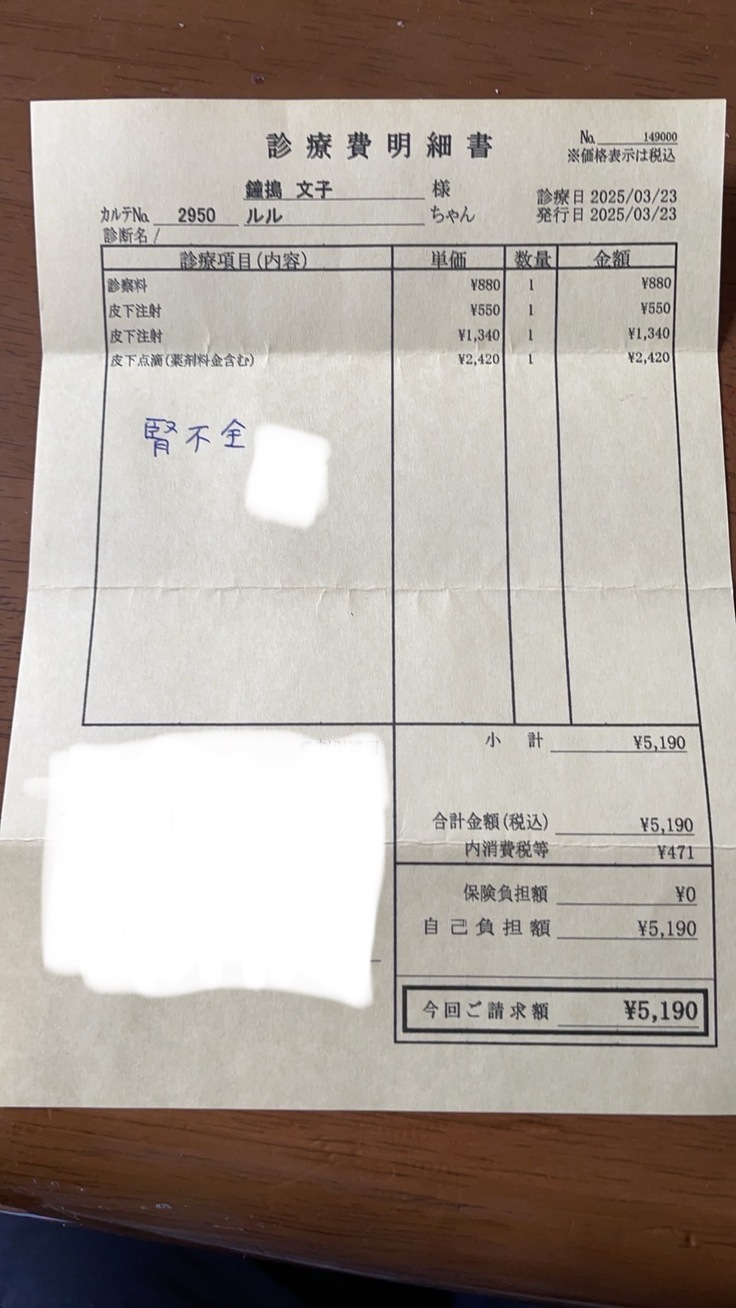 診療費明細書
No. 149000
※価格表示は税込
鐘搗 文子 様
診療日 2025/03/23
カルテNo. 2950 ルル ちゃん
発行日 2025/03/23
診断名 /
診療項目(内容) 単価 数量 金額
診察料 ¥880 1 ¥880
皮下注射 ¥550 1 ¥550
皮下注射 ¥1,340 1 ¥1,340
皮下点滴(薬剤料金含む) ¥2,420 1 ¥2,420
腎不全
小計 ¥5,190
合計金額(税込) ¥5,190
内消費税等 ¥471
保険負担額 ¥0
自己負担額 ¥5,190
今回ご請求額 ¥5,190